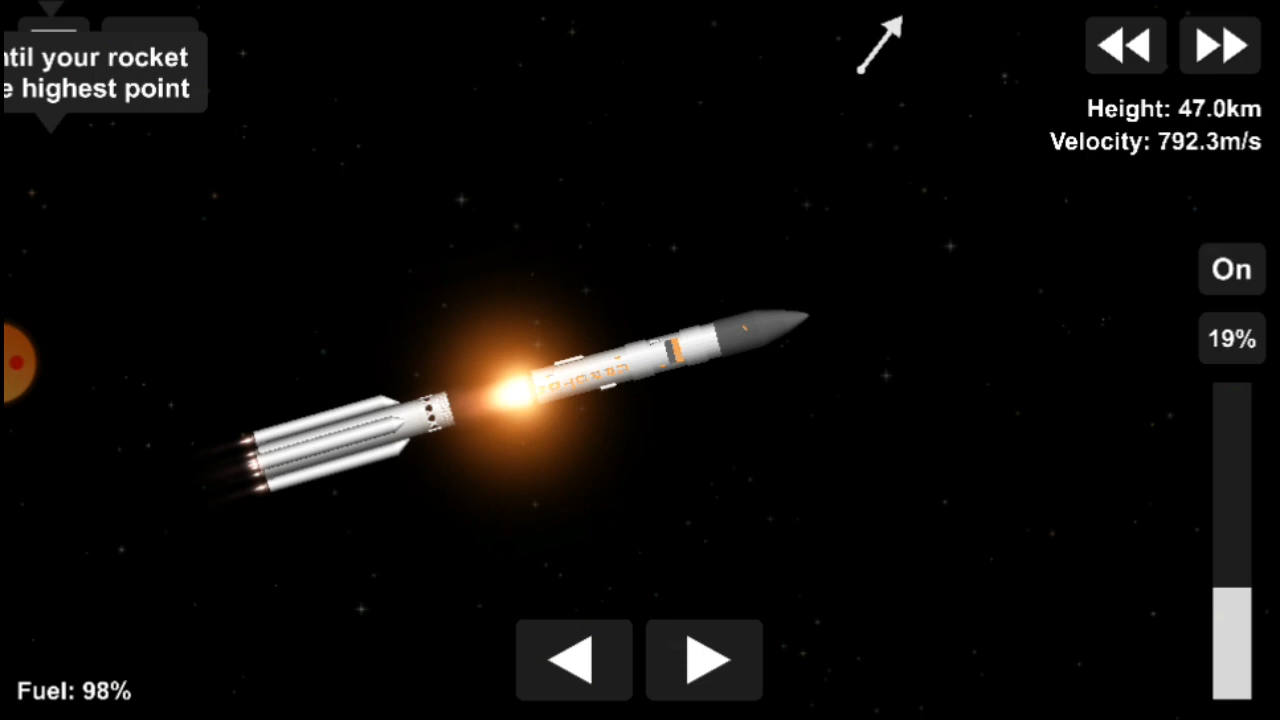 ntil your rocket
e highest point
Height: 47.0km
Velocity: 792.3m/s
On
19%
Fuel: 98%